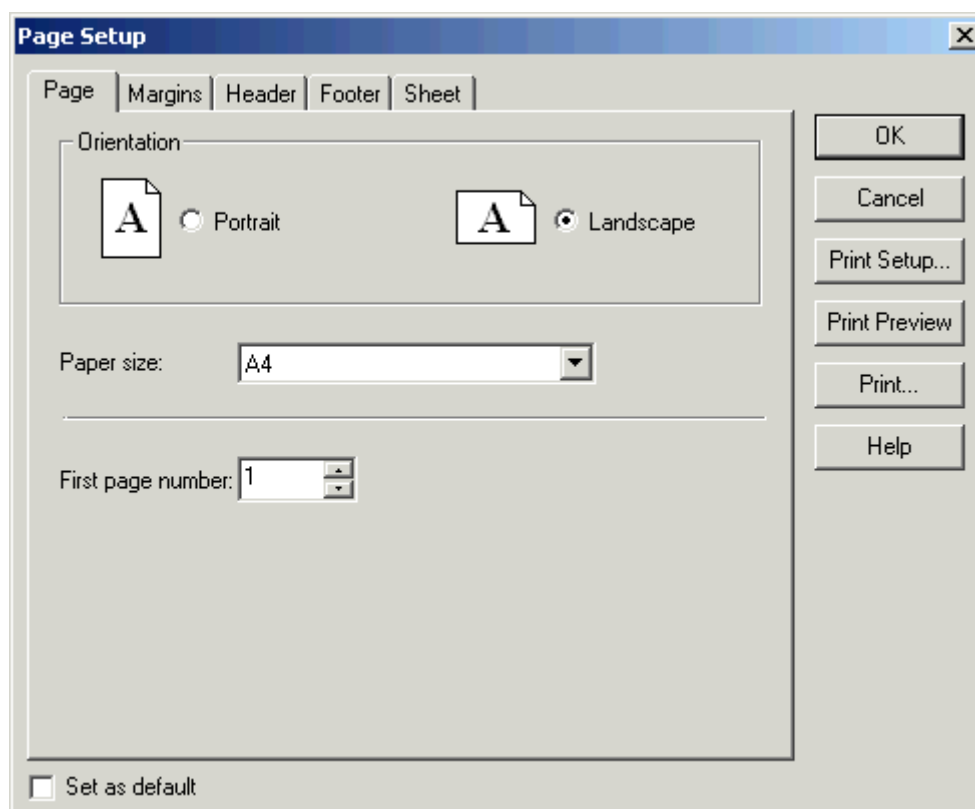 Page Setup
Page Margins Header Footer Sheet
Orientation
A Portrait A Landscape
Paper size: A4
First page number: 1
OK
Cancel
Print Setup...
Print Preview
Print...
Help
Set as default